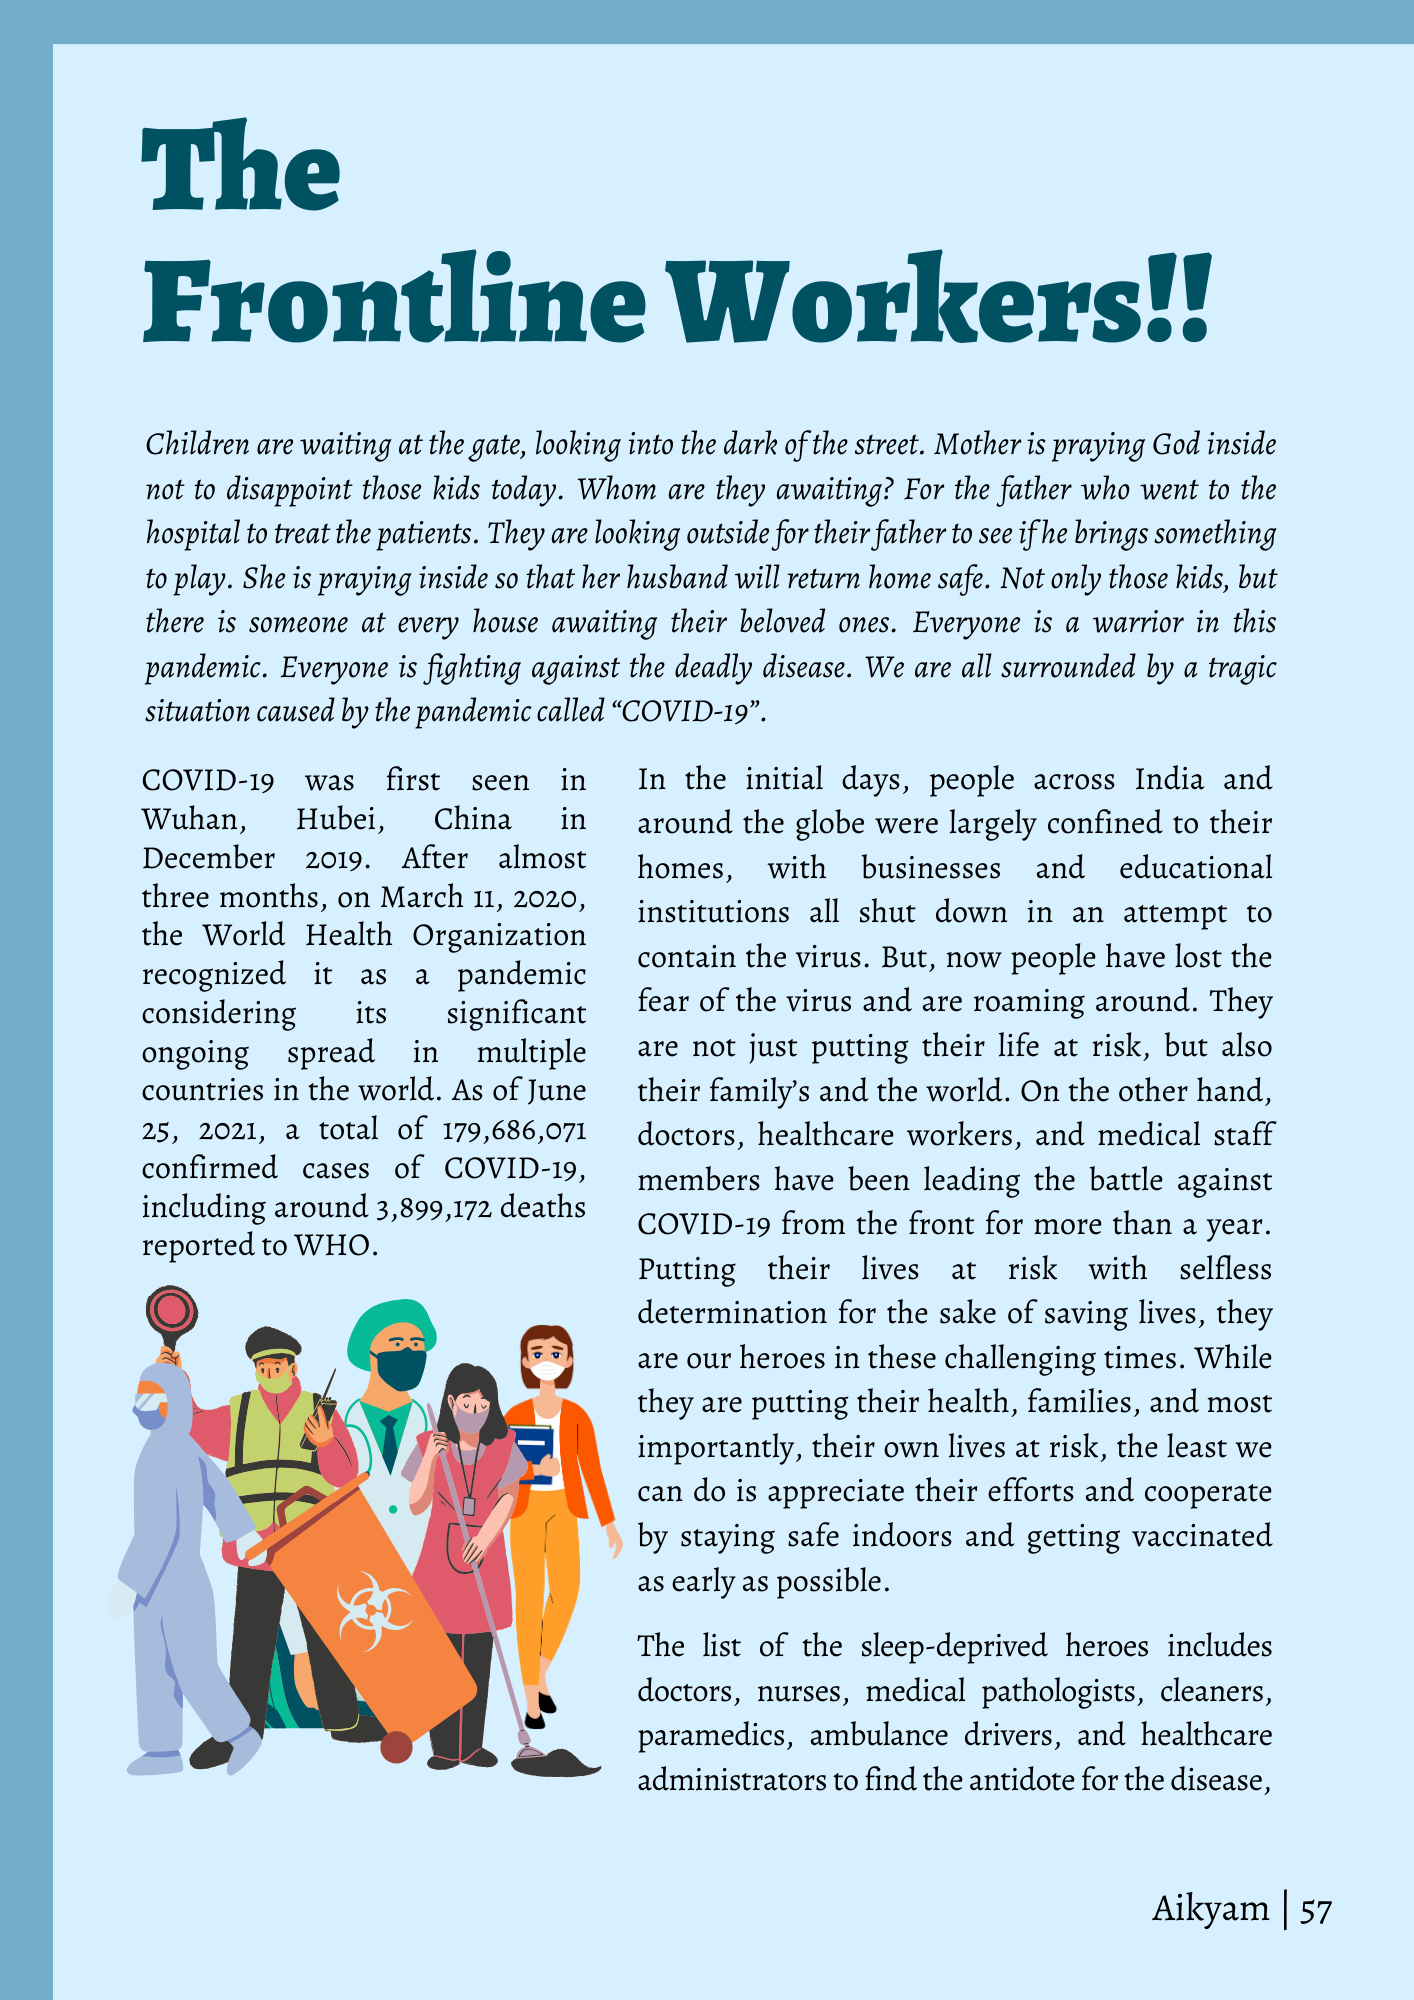 The
Frontline Workers!!
Children are waiting at the gate, looking into the dark of the street. Mother is praying God inside
not to disappoint those kids today. Whom are they awaiting? For the father who went to the
hospital to treat the patients. They are looking outside for their father to see if he brings something
to play. She is praying inside so that her husband will return home safe. Not only those kids, but
there is someone at every house awaiting their beloved ones. Everyone is a warrior in this
pandemic. Everyone is fighting against the deadly disease. We are all surrounded by a tragic
situation caused by the pandemic called “COVID-19”.
COVID-19 was first seen in
Wuhan, Hubei, China in
December 2019. After almost
three months, on March 11, 2020,
the World Health Organization
recognized it as a pandemic
considering its significant
ongoing spread in multiple
countries in the world. As of June
25, 2021, a total of 179,686,071
confirmed cases of COVID-19,
including around 3,899,172 deaths
reported to WHO.
In the initial days, people across India and
around the globe were largely confined to their
homes, with businesses and educational
institutions all shut down in an attempt to
contain the virus. But, now people have lost the
fear of the virus and are roaming around. They
are not just putting their life at risk, but also
their family’s and the world. On the other hand,
doctors, healthcare workers, and medical staff
members have been leading the battle against
COVID-19 from the front for more than a year.
Putting their lives at risk with selfless
determination for the sake of saving lives, they
are our heroes in these challenging times. While
they are putting their health, families, and most
importantly, their own lives at risk, the least we
can do is appreciate their efforts and cooperate
by staying safe indoors and getting vaccinated
as early as possible.
The list of the sleep-deprived heroes includes
doctors, nurses, medical pathologists, cleaners,
paramedics, ambulance drivers, and healthcare
administrators to find the antidote for the disease,
Aikyam | 57